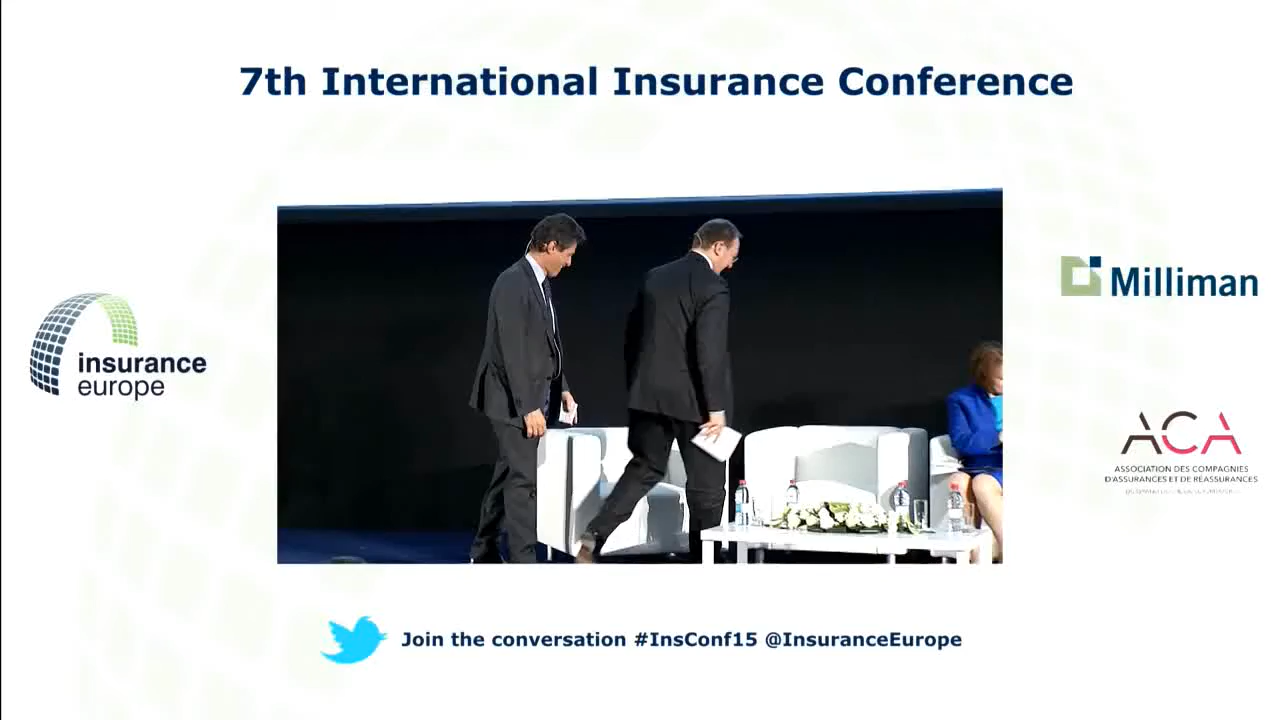 7th International Insurance Conference
insurance
europe
Milliman
ACA
ASSOCIATION DES COMPAGNIES
D'ASSURANCES ET DE RÉASSURANCES
Join the conversation #InsConf15 @InsuranceEurope